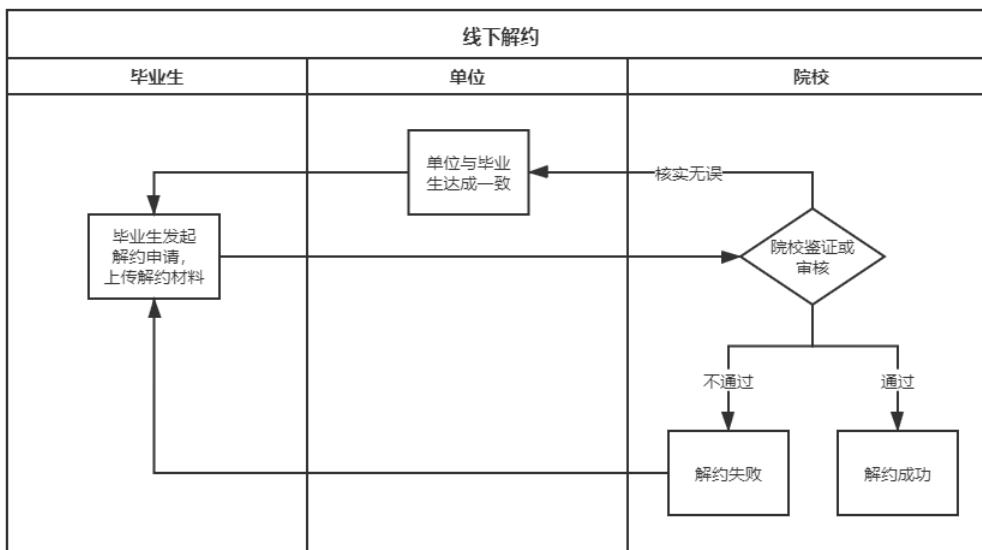 线下解约
毕业生
单位
院校
单位与毕业
生达成一致
核实无误
毕业生发起
解约申请，
上传解约材料
院校鉴证或
审核
不通过
通过
解约失败
解约成功